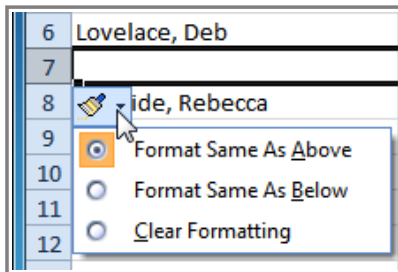 6 Lovelace, Deb
7
8 ide, Rebecca
9 Format Same As Above
10 Format Same As Below
11 Clear Formatting
12